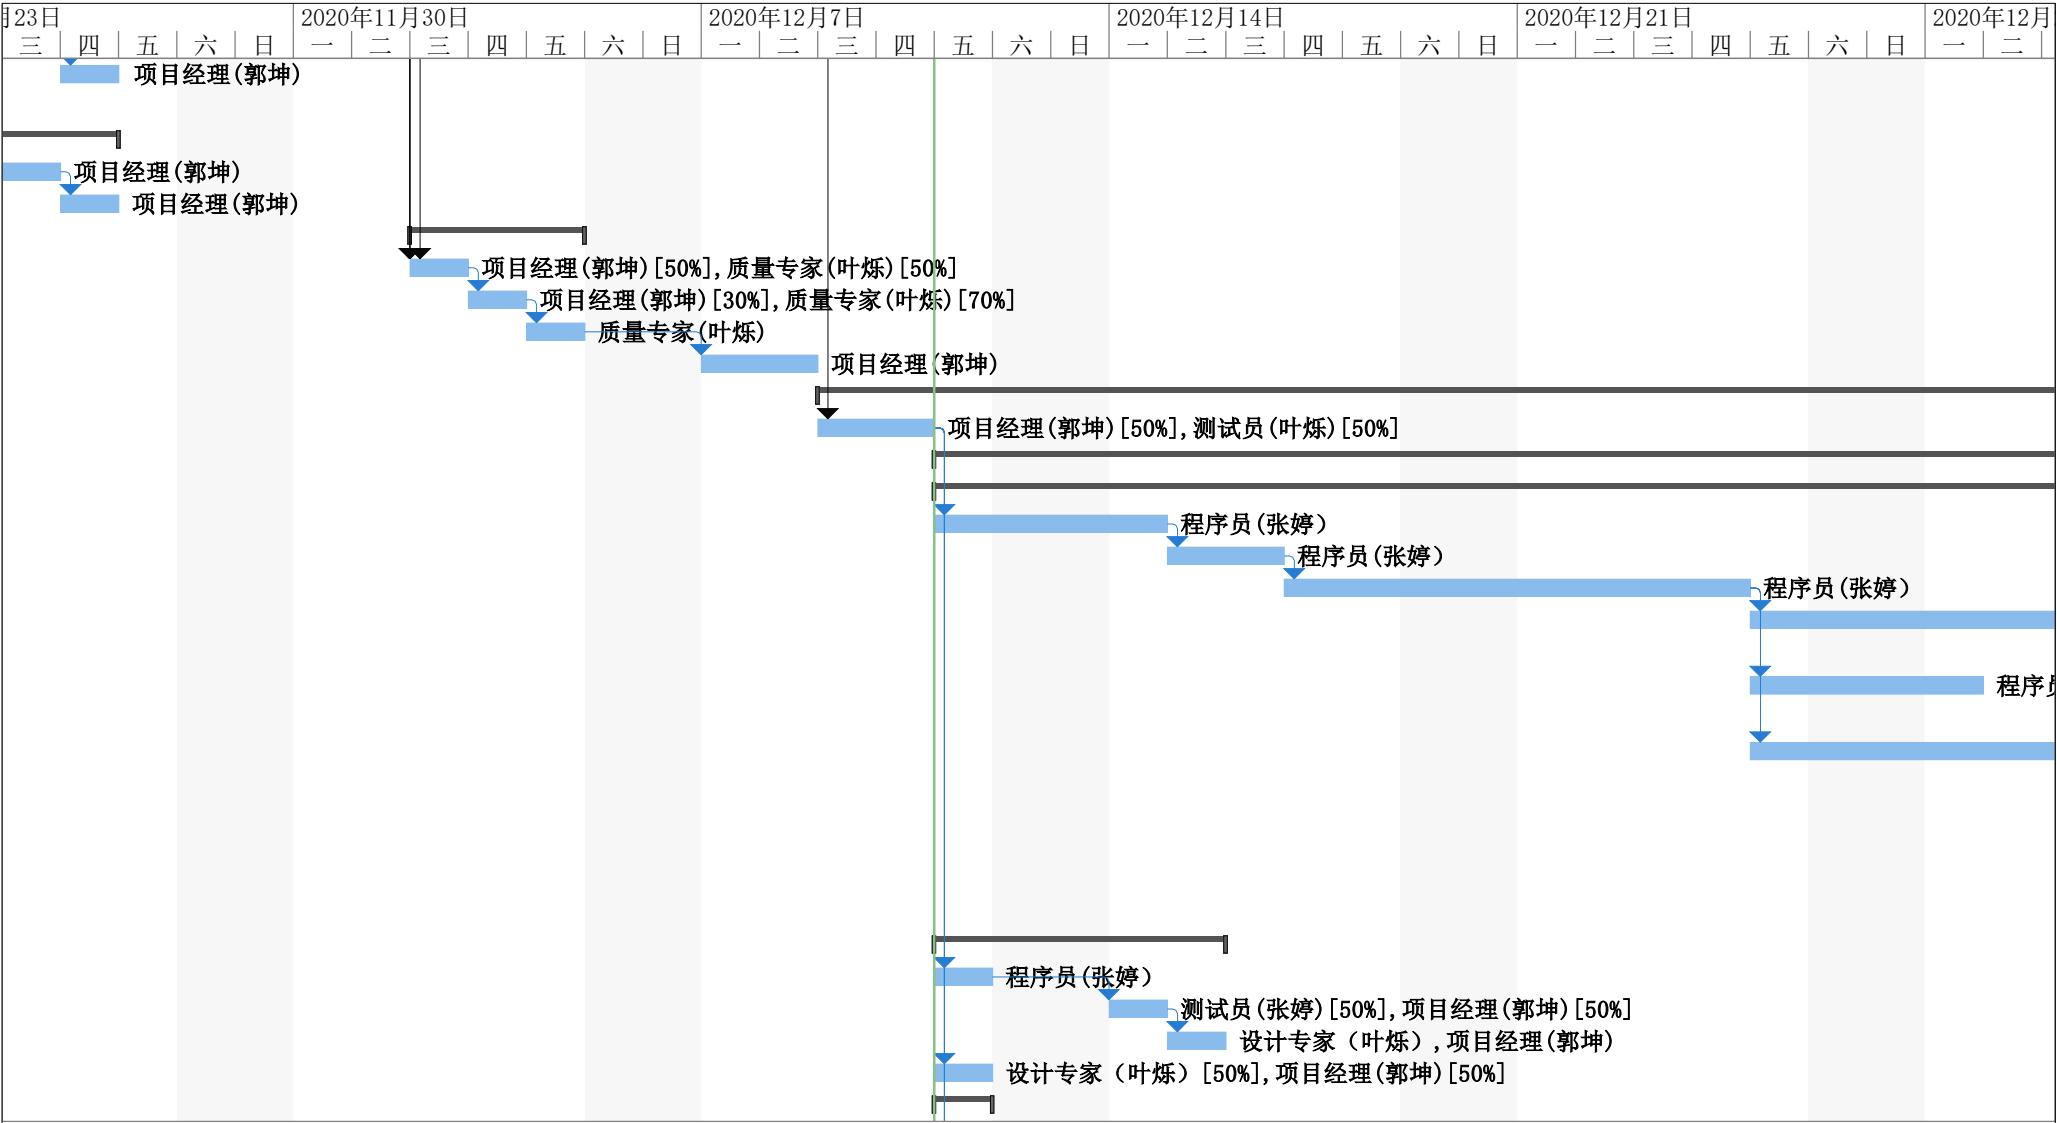 月23日 2020年11月30日 2020年12月7日 2020年12月14日 2020年12月21日 2020年12月
三 四 五 六 日 一 二 三 四 五 六 日 一 二 三 四 五 六 日 一 二 三 四 五 六 日 一 二 三 四 五 六 日 一 二
项目经理(郭坤)
项目经理(郭坤)
项目经理(郭坤)
项目经理(郭坤)[50%],质量专家(叶烁)[50%]
项目经理(郭坤)[30%],质量专家(叶烁)[70%]
质量专家(叶烁)
项目经理(郭坤)
项目经理(郭坤)[50%],测试员(叶烁)[50%]
程序员(张婷）
程序员(张婷）
程序员(张婷）
程序员
程序员(张婷）
测试员(张婷)[50%],项目经理(郭坤)[50%]
设计专家（叶烁）,项目经理(郭坤)
设计专家（叶烁）[50%],项目经理(郭坤)[50%]